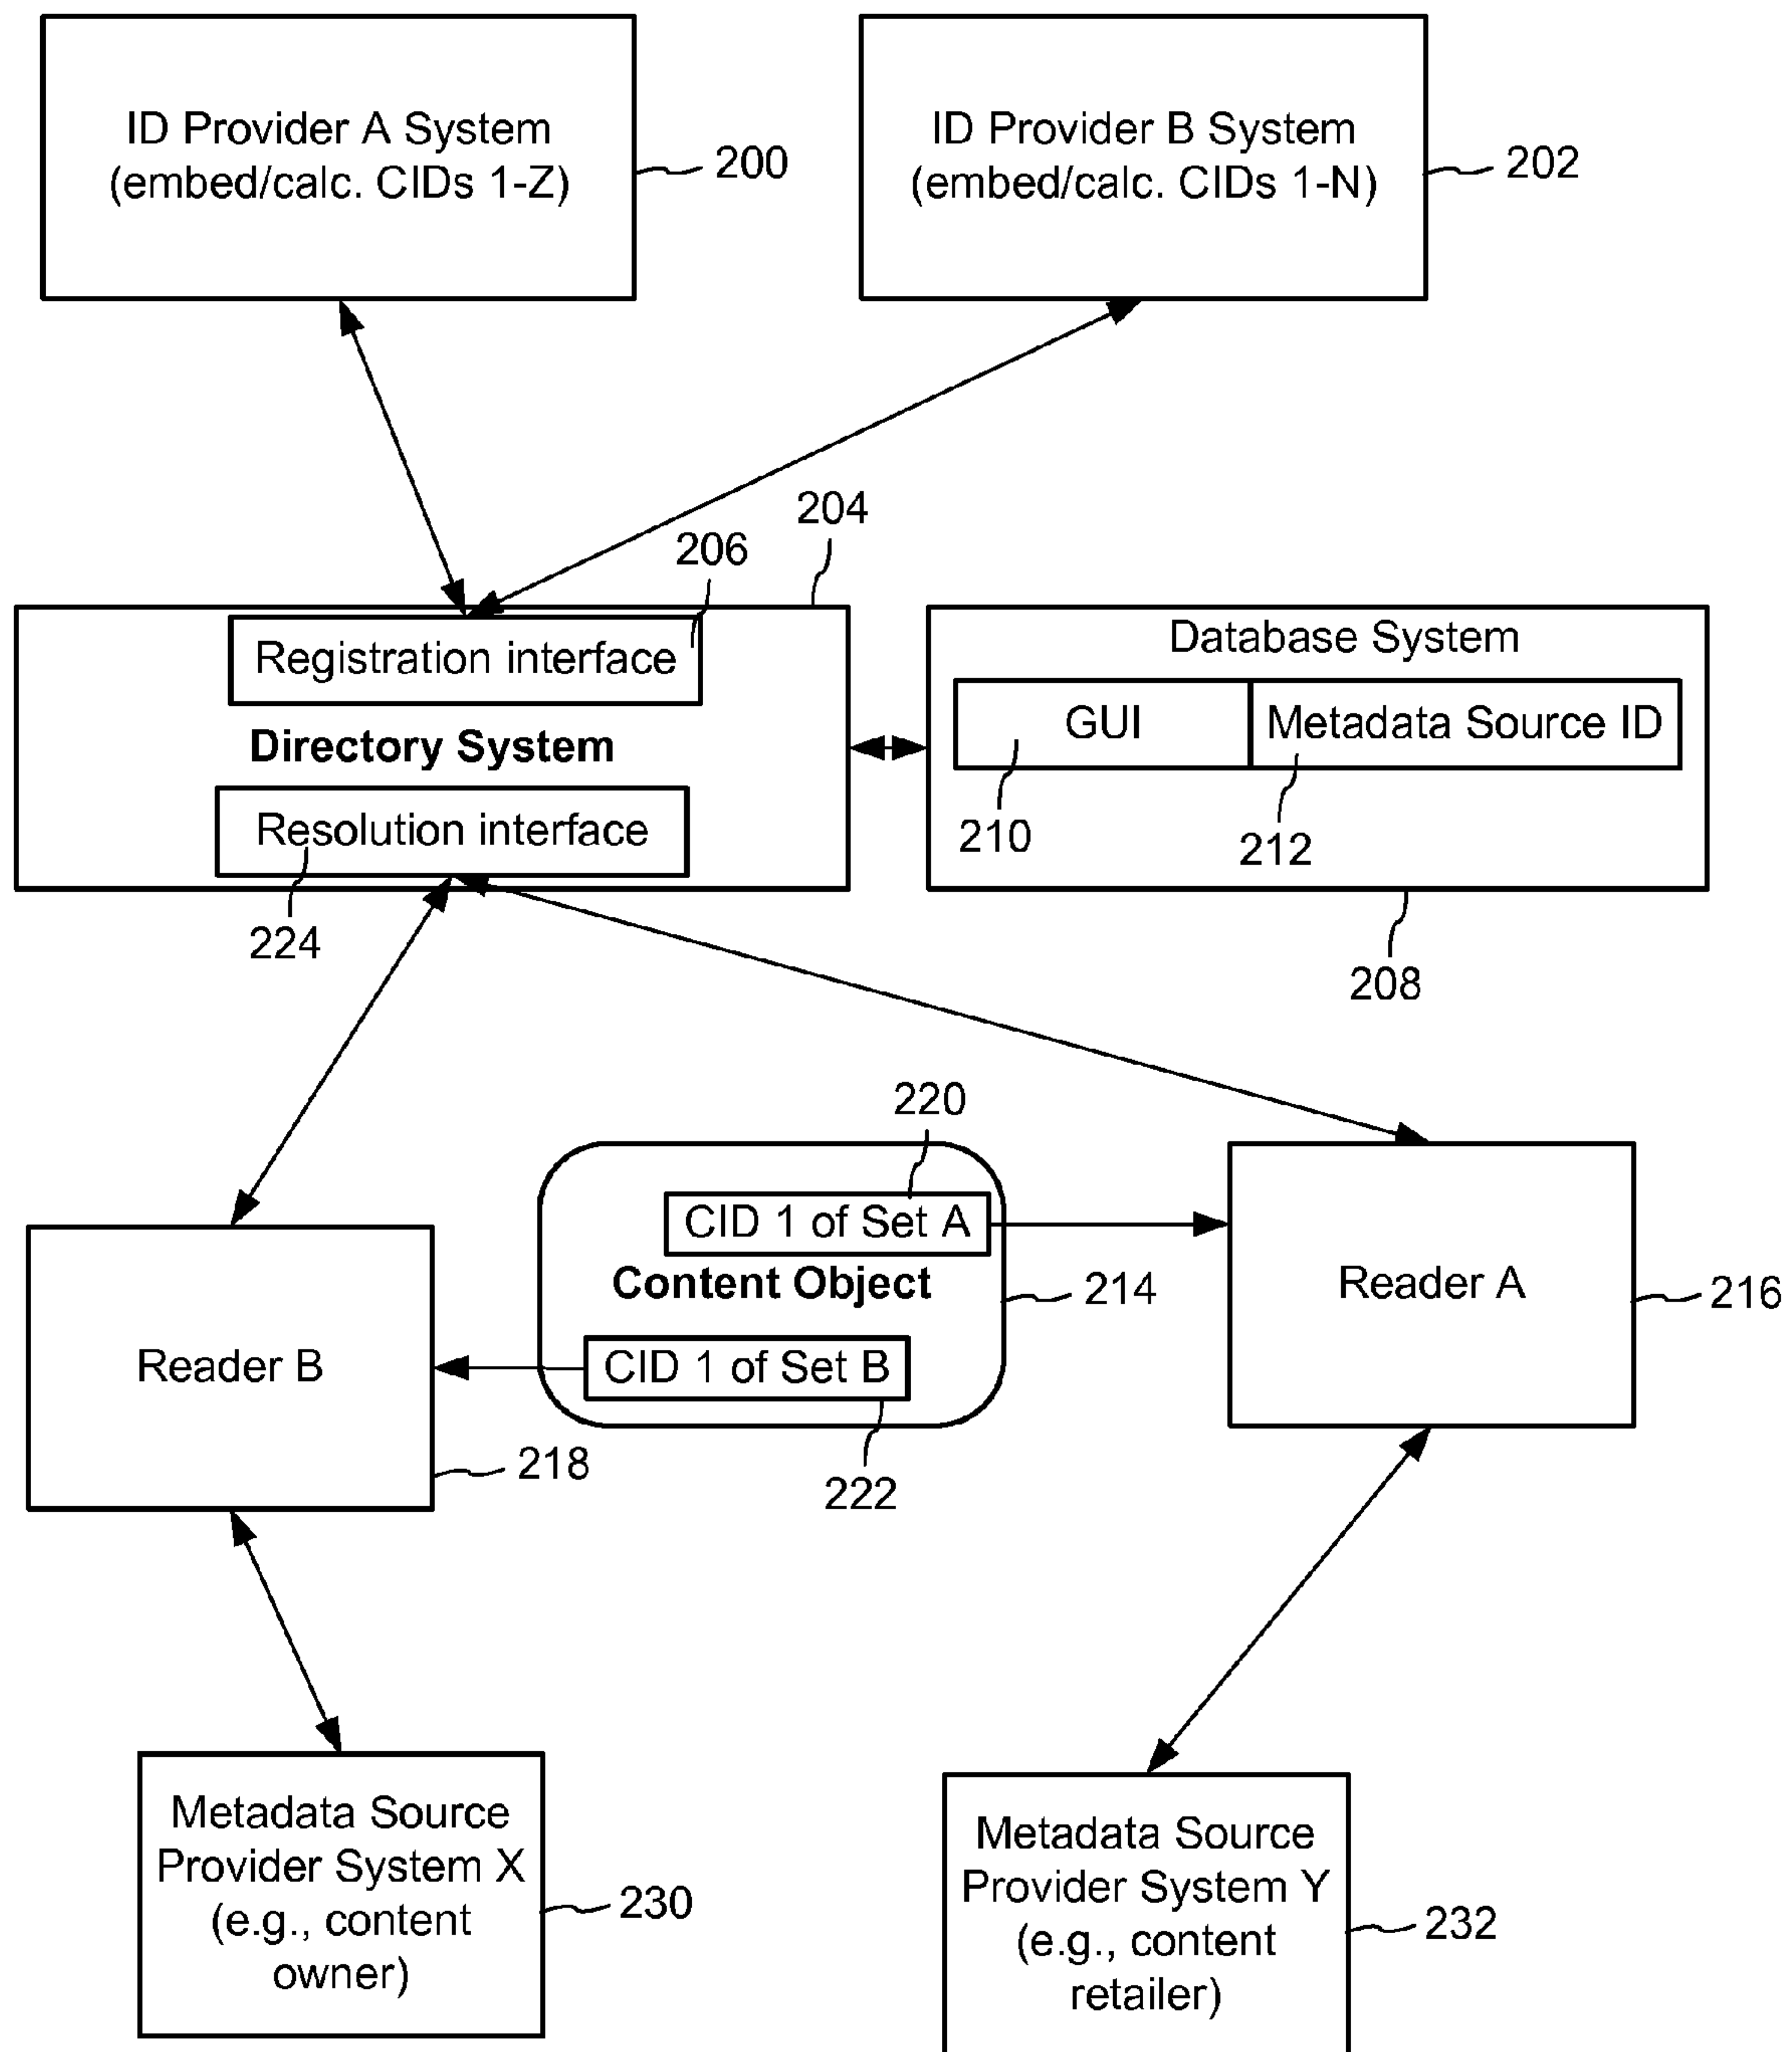 ID Provider A System
(embed/calc. CIDs 1-Z)
200
ID Provider B System
(embed/calc. CIDs 1-N)
202
204
206
Registration interface
Directory System
Resolution interface
224
Database System
GUI
Metadata Source ID
210
212
208
220
CID 1 of Set A
Content Object
214
CID 1 of Set B
222
Reader A
216
Reader B
218
Metadata Source
Provider System X
(e.g., content
owner)
230
Metadata Source
Provider System Y
(e.g., content
retailer)
232